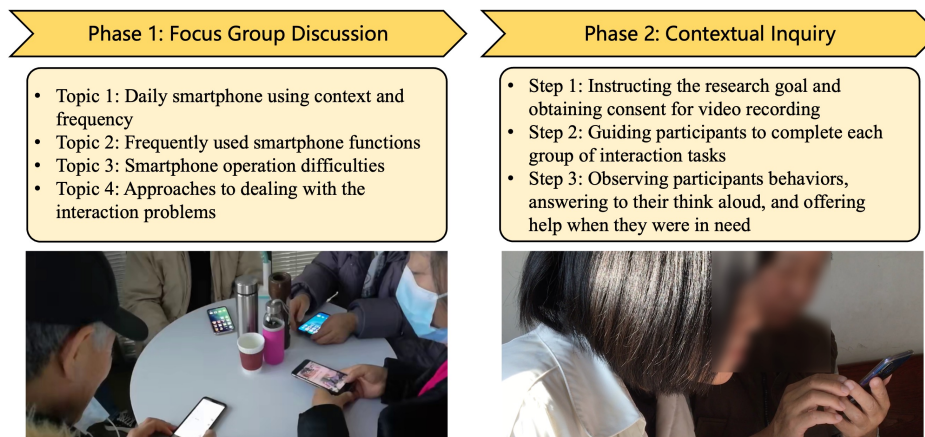 Phase 1: Focus Group Discussion
• Topic 1: Daily smartphone using context and
frequency
• Topic 2: Frequently used smartphone functions
• Topic 3: Smartphone operation difficulties
• Topic 4: Approaches to dealing with the
interaction problems
Phase 2: Contextual Inquiry
• Step 1: Instructing the research goal and
obtaining consent for video recording
• Step 2: Guiding participants to complete each
group of interaction tasks
• Step 3: Observing participants behaviors,
answering to their think aloud, and offering
help when they were in need